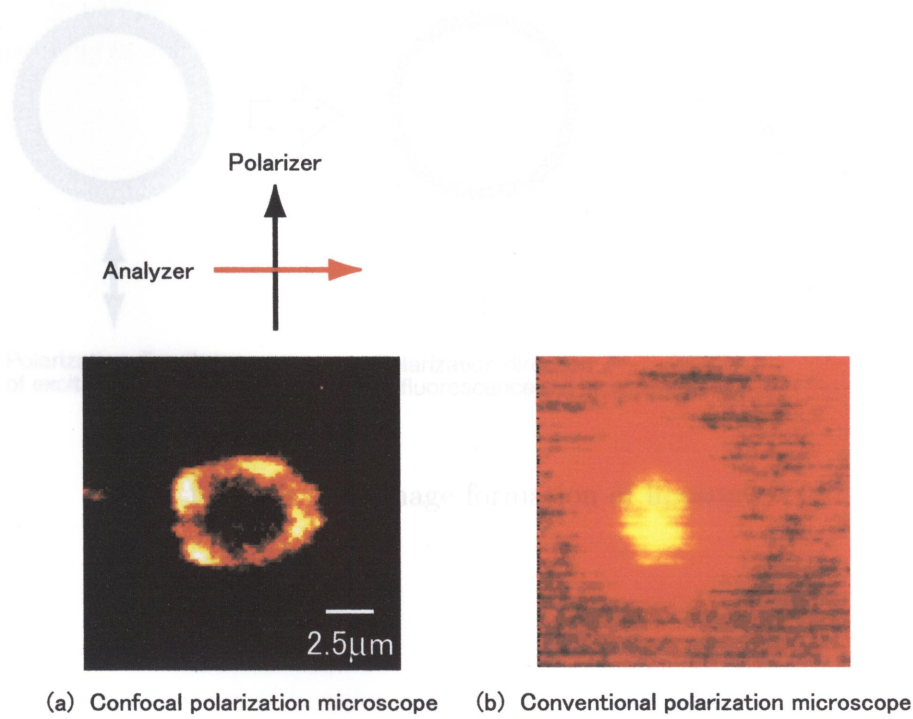 Polarizer
Analyzer
2.5μm
(a) Confocal polarization microscope
(b) Conventional polarization microscope